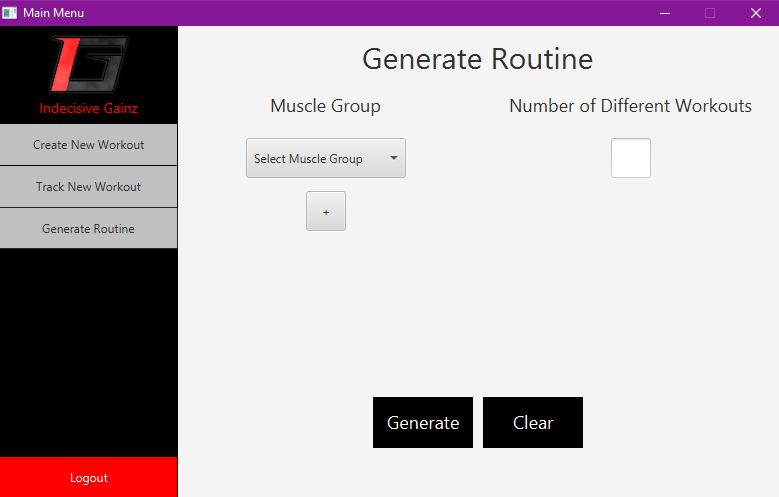 Main Menu
IG
Indecisive Gainz
Create New Workout
Track New Workout
Generate Routine
Logout
Generate Routine
Muscle Group
Number of Different Workouts
Select Muscle Group
+
Generate
Clear